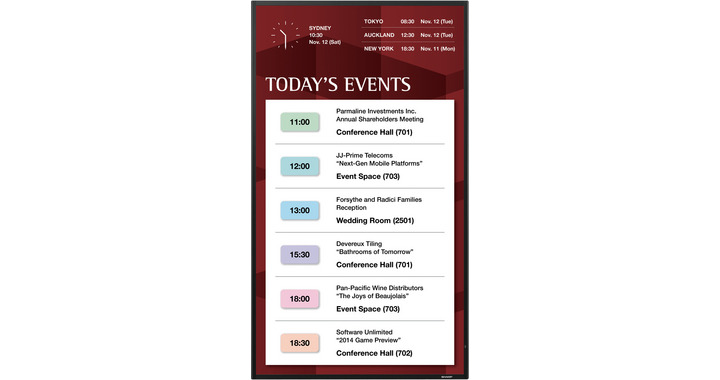 SYDNEY
10:30
Nov. 12 (Sat)
TOKYO 08:30 Nov. 12 (Tue)
AUCKLAND 12:30 Nov. 12 (Tue)
NEW YORK 18:30 Nov. 11 (Mon)
TODAY'S EVENTS
11:00
Parmaline Investments Inc.
Annual Shareholders Meeting
Conference Hall (701)
12:00
JJ-Prime Telecoms
“Next-Gen Mobile Platforms”
Event Space (703)
13:00
Forsythe and Radici Families
Reception
Wedding Room (2501)
15:30
Devereux Tiling
“Bathrooms of Tomorrow”
Conference Hall (701)
18:00
Pan-Pacific Wine Distributors
“The Joys of Beaujolais”
Event Space (703)
18:30
Software Unlimited
“2014 Game Preview”
Conference Hall (702)
SHARP